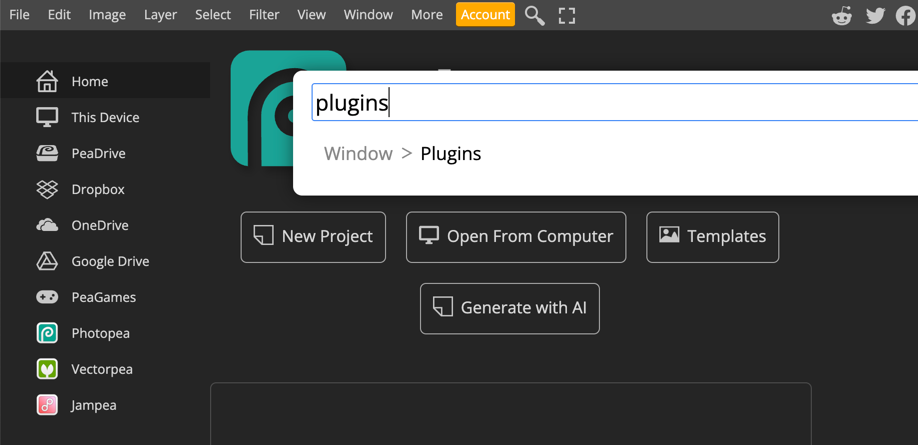 File Edit Image Layer Select Filter View Window More Account
Home
This Device
PeaDrive
Dropbox
OneDrive
Google Drive
PeaGames
Photopea
Vectorpea
Jampea
plugins
Window > Plugins
New Project
Open From Computer
Templates
Generate with AI